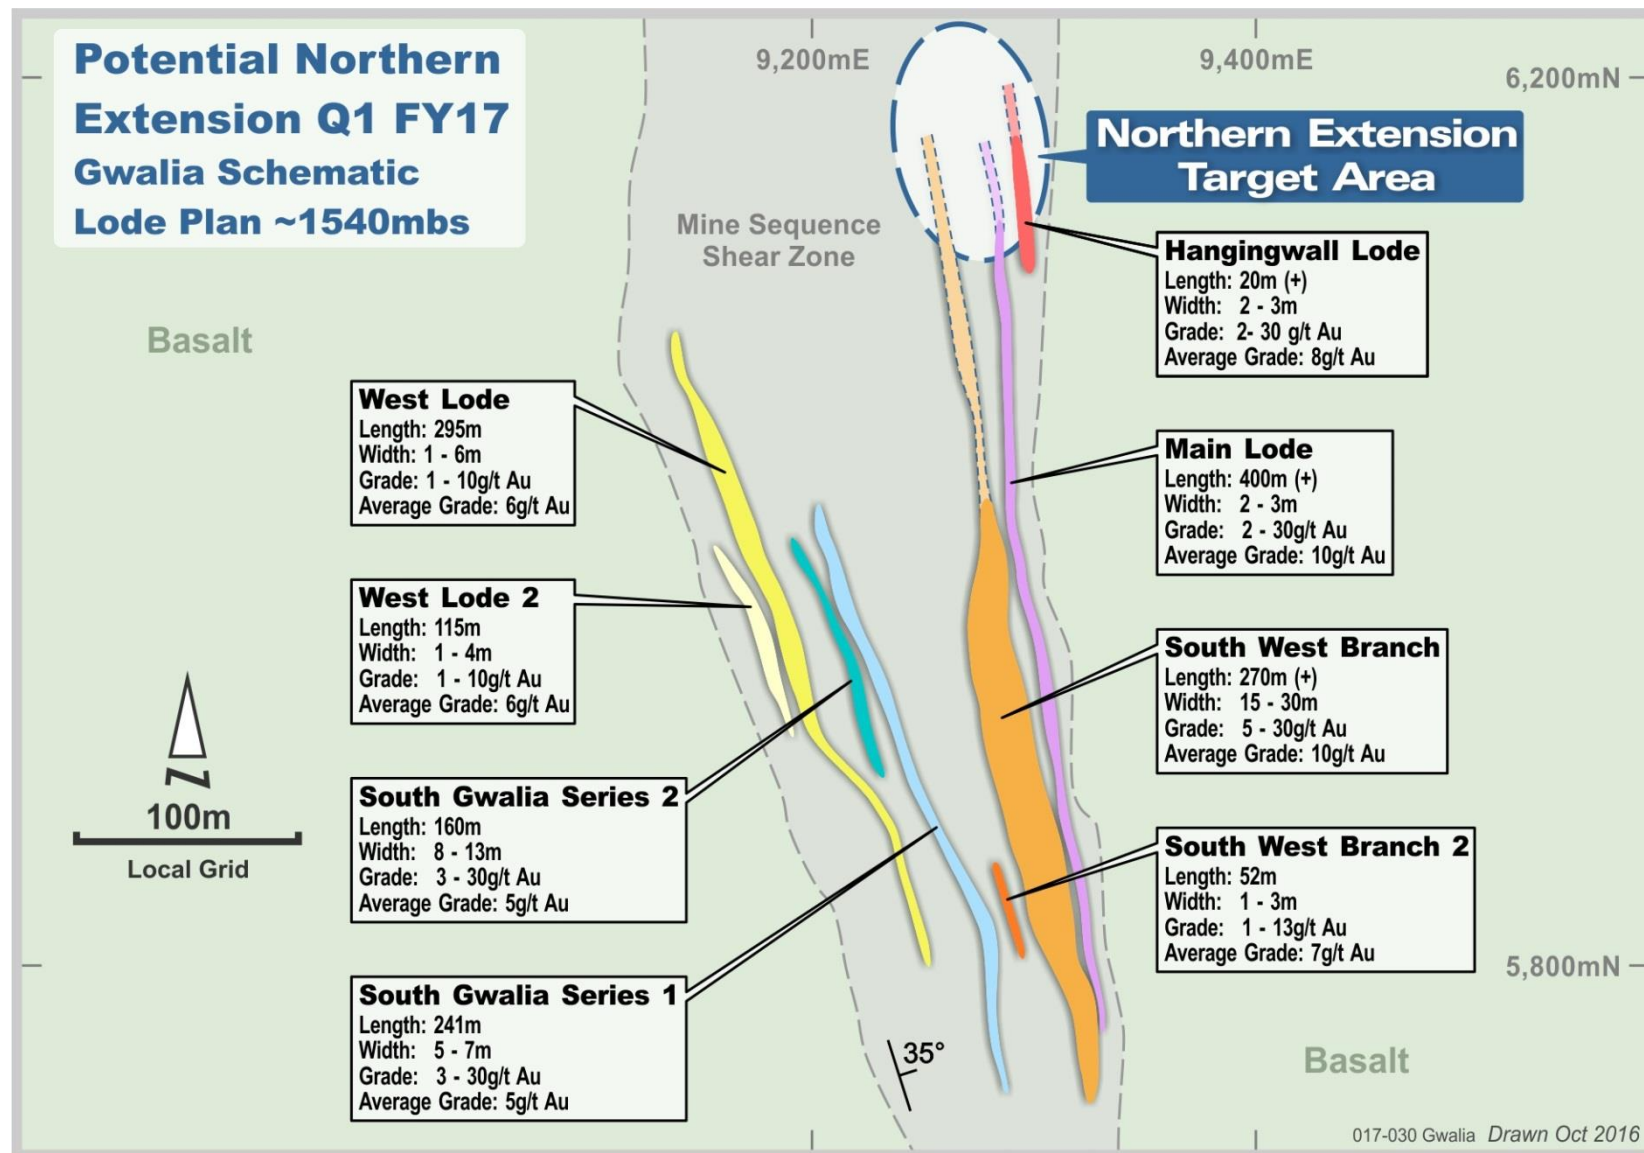 Potential Northern
Extension Q1 FY17
Gwalia Schematic
Lode Plan ~1540mbs
9,200mE
9,400mE
6,200mN
Northern Extension
Target Area
Mine Sequence
Shear Zone
Basalt
Hangingwall Lode
Length: 20m (+)
Width: 2 - 3m
Grade: 2- 30 g/t Au
Average Grade: 8g/t Au
West Lode
Length: 295m
Width: 1 - 6m
Grade: 1 - 10g/t Au
Average Grade: 6g/t Au
Main Lode
Length: 400m (+)
Width: 2 - 3m
Grade: 2 - 30g/t Au
Average Grade: 10g/t Au
West Lode 2
Length: 115m
Width: 1 - 4m
Grade: 1 - 10g/t Au
Average Grade: 6g/t Au
South West Branch
Length: 270m (+)
Width: 15 - 30m
Grade: 5 - 30g/t Au
Average Grade: 10g/t Au
N
100m
Local Grid
South Gwalia Series 2
Length: 160m
Width: 8 - 13m
Grade: 3 - 30g/t Au
Average Grade: 5g/t Au
South West Branch 2
Length: 52m
Width: 1 - 3m
Grade: 1 - 13g/t Au
Average Grade: 7g/t Au
5,800mN
South Gwalia Series 1
Length: 241m
Width: 5 - 7m
Grade: 3 - 30g/t Au
Average Grade: 5g/t Au
35°
Basalt
017-030 Gwalia Drawn Oct 2016